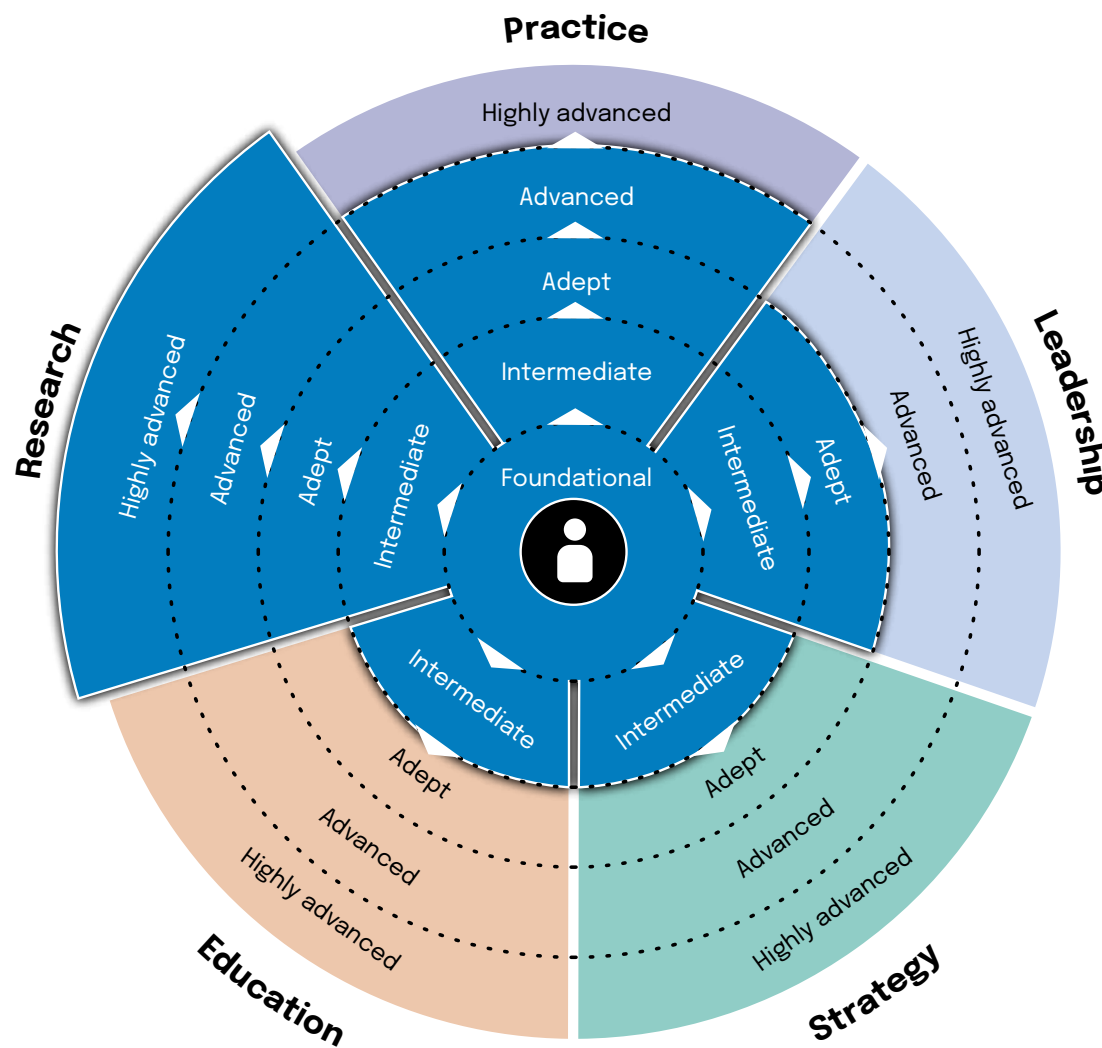 Practice
Highly advanced
Advanced
Adept
Intermediate
Foundational
Leadership
Highly advanced
Advanced
Adept
Intermediate
Strategy
Highly advanced
Advanced
Adept
Intermediate
Education
Highly advanced
Advanced
Adept
Intermediate
Research
Highly advanced
Advanced
Adept
Intermediate